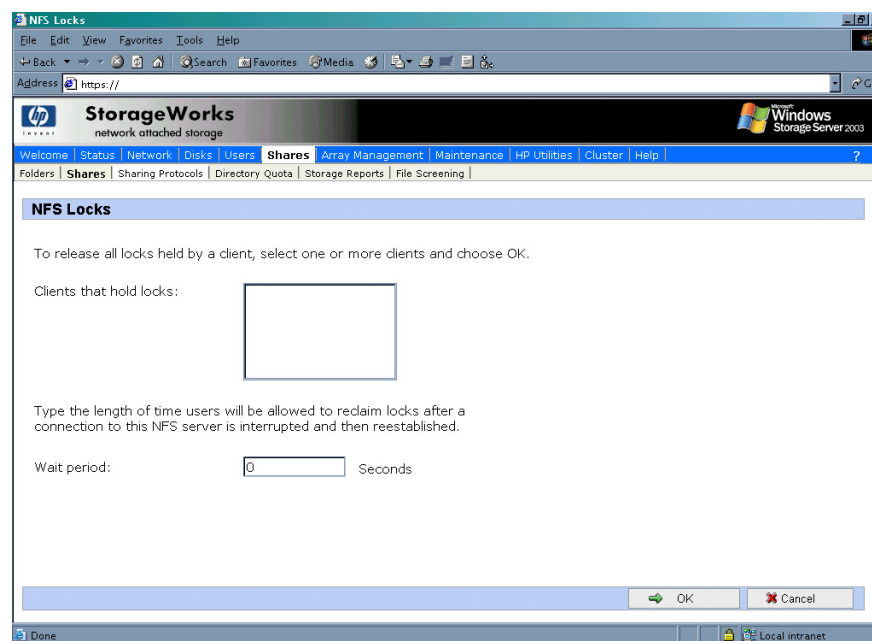 NFS Locks
File Edit View Favorites Tools Help
Back Search Favorites Media
Address https://
hp
invent
StorageWorks
network attached storage
Microsoft
Windows
Storage Server 2003
Welcome | Status | Network | Disks | Users | Shares | Array Management | Maintenance | HP Utilities | Cluster | Help | ?
Folders | Shares | Sharing Protocols | Directory Quota | Storage Reports | File Screening |
NFS Locks
To release all locks held by a client, select one or more clients and choose OK.
Clients that hold locks:
Type the length of time users will be allowed to reclaim locks after a
connection to this NFS server is interrupted and then reestablished.
Wait period: 0 Seconds
OK Cancel
Done Local intranet